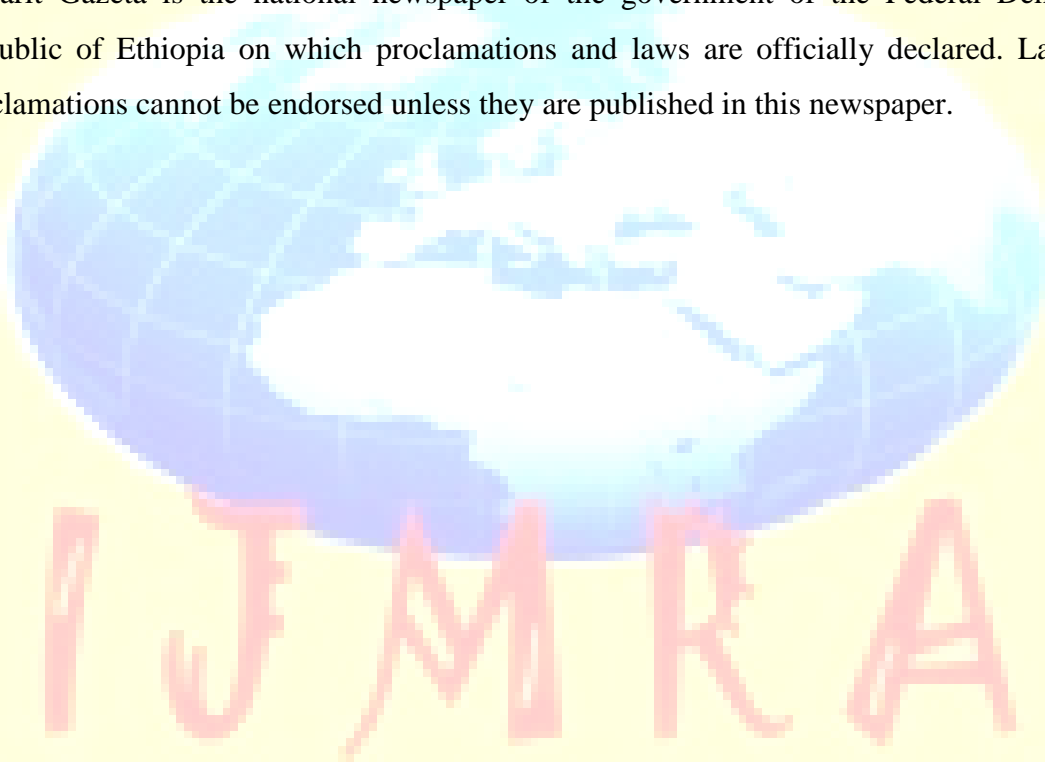 arit Gazeta is the national newspaper of the government of the Federal Dem
ublic of Ethiopia on which proclamations and laws are officially declared. La
clamations cannot be endorsed unless they are published in this newspaper.
IJMRA